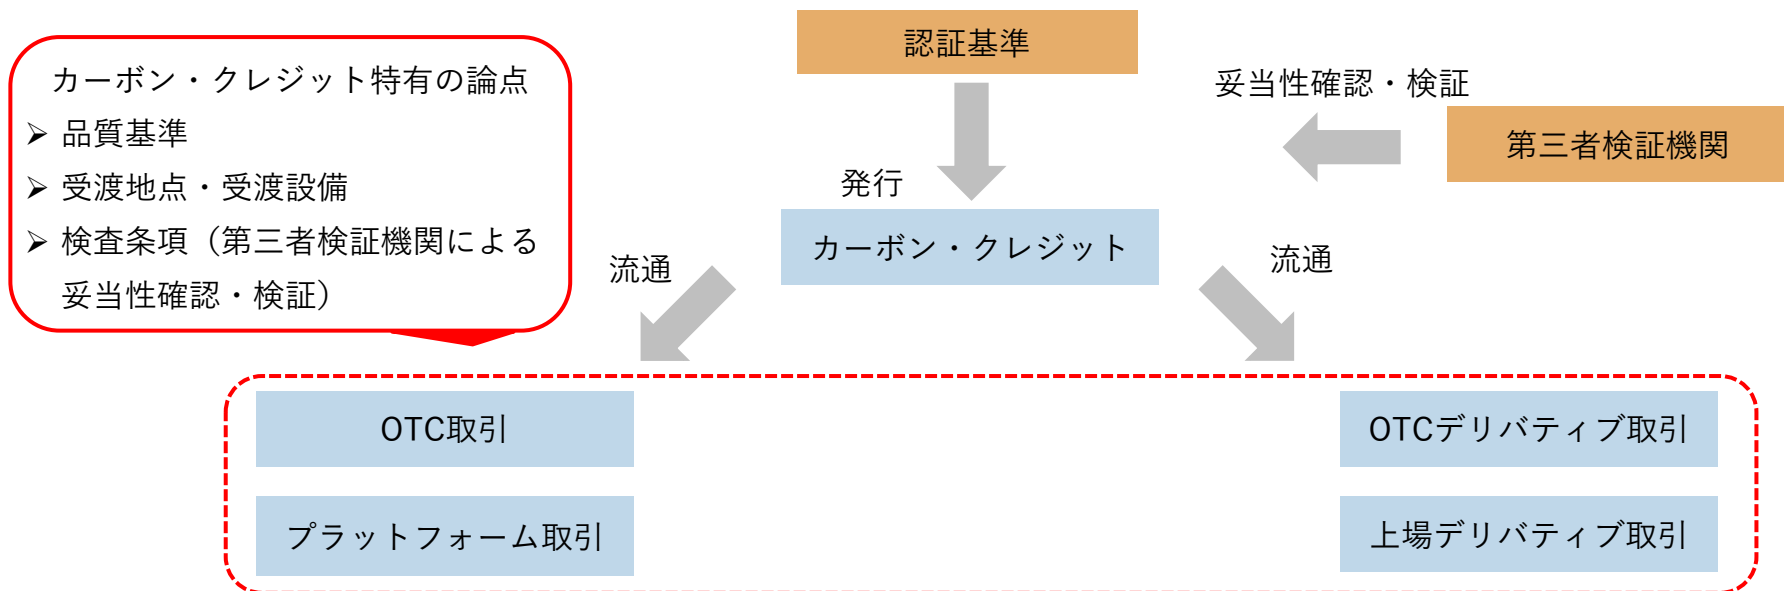 カーボン・クレジット特有の論点
➢ 品質基準
➢ 受渡地点・受渡設備
➢ 検査条項（第三者検証機関による
妥当性確認・検証）
認証基準
妥当性確認・検証
第三者検証機関
発行
カーボン・クレジット
流通
流通
OTC取引
OTCデリバティブ取引
プラットフォーム取引
上場デリバティブ取引